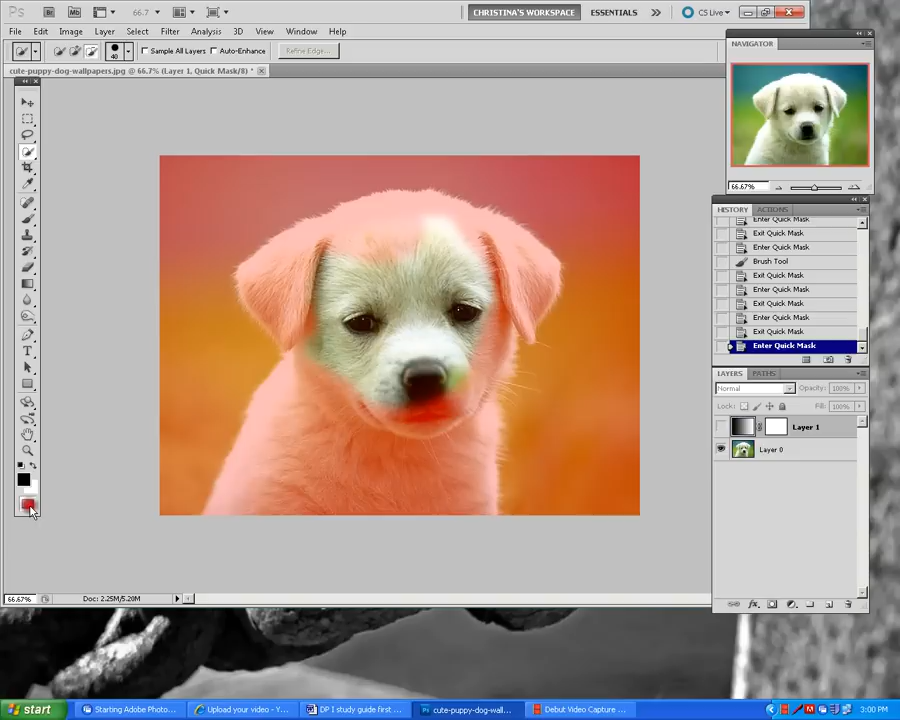 Ps Br Mb 66.7 CHRISTINA'S WORKSPACE ESSENTIALS CS Live
File Edit Image Layer Select Filter Analysis 3D View Window Help
40 Sample All Layers Auto-Enhance Refine Edge...
cute-puppy-dog-wallpapers.jpg @ 66.7% (Layer 1, Quick Mask/8) *
NAVIGATOR
66.67%
HISTORY ACTIONS
Enter Quick Mask
Exit Quick Mask
Enter Quick Mask
Brush Tool
Exit Quick Mask
Enter Quick Mask
Exit Quick Mask
Enter Quick Mask
Exit Quick Mask
Enter Quick Mask
LAYERS PATHS
Normal Opacity: 100%
Lock: Fill: 100%
Layer 1
Layer 0
T
66.67% Doc: 2.25M/5.20M
fx
start Starting Adobe Photo... Upload your video - Y... DP I study guide first ... cute-puppy-dog-wall... Debut Video Capture ... 3:00 PM